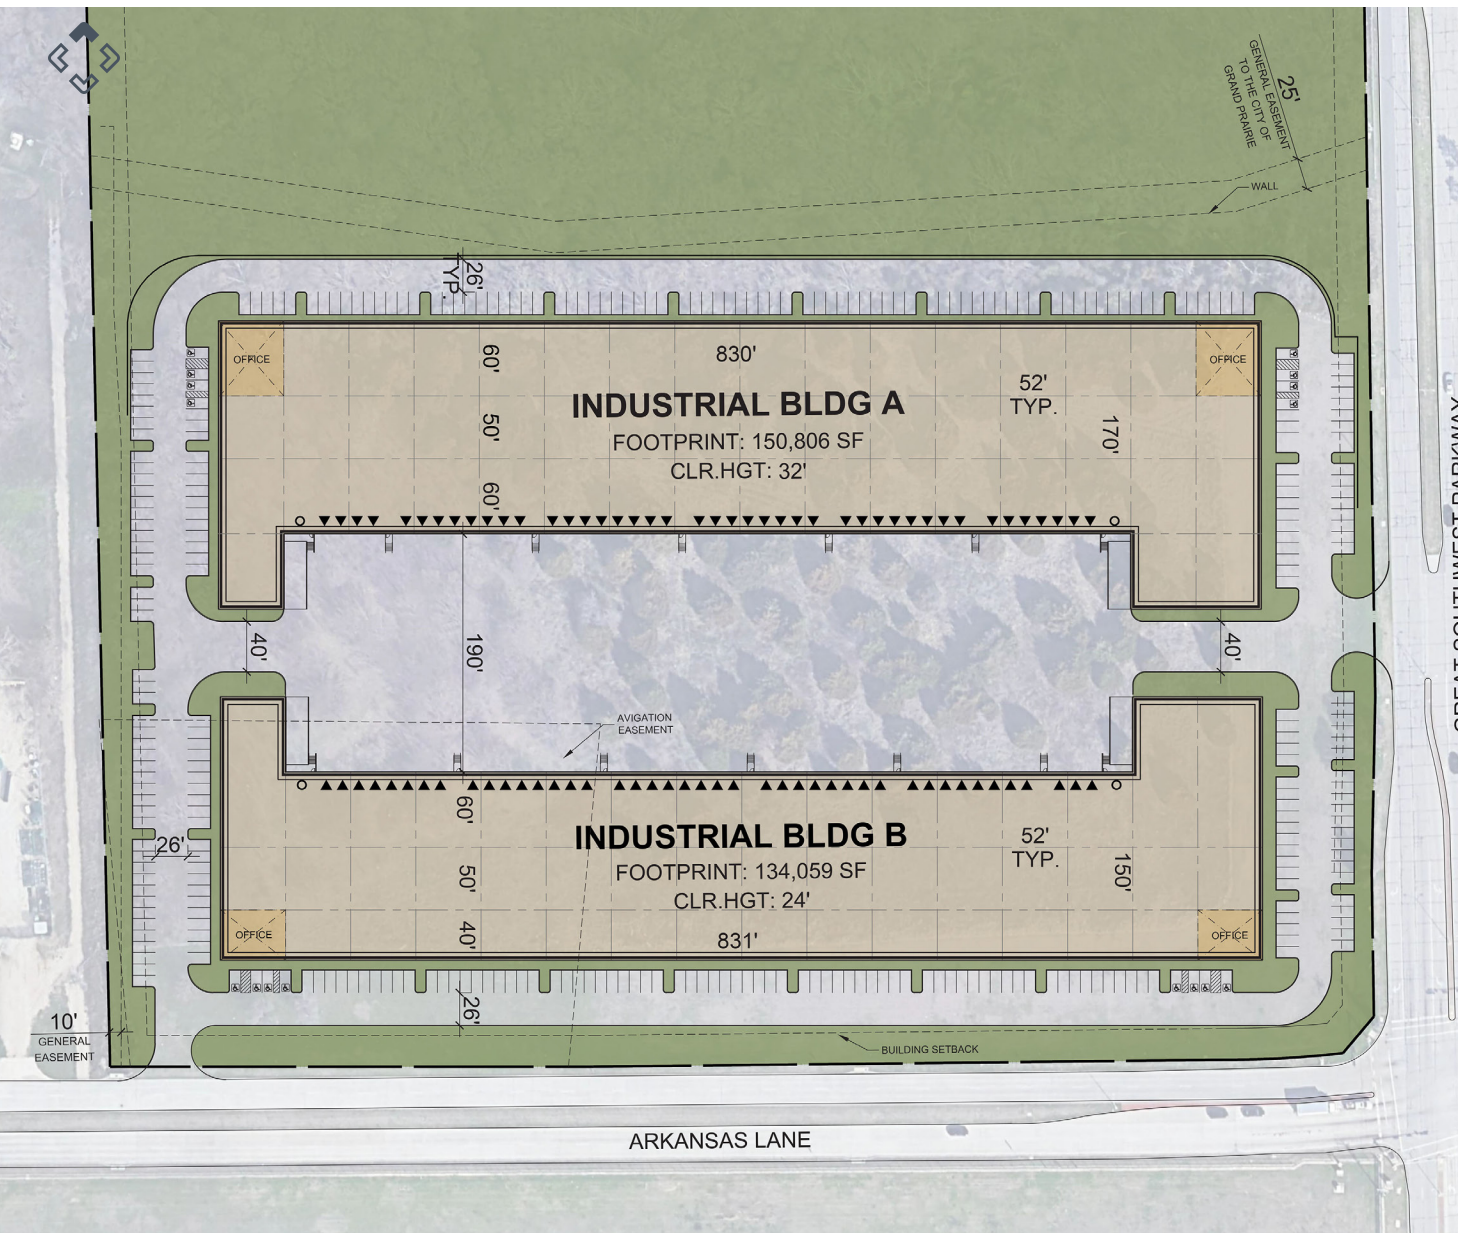 25'
GENERAL EASEMENT
TO THE CITY OF
GRAND PRAIRIE
WALL
26'
TYP.
OFFICE
60'
830'
OFFICE
52'
TYP.
INDUSTRIAL BLDG A
50'
170'
FOOTPRINT: 150,806 SF
CLR.HGT: 32'
60'
GREAT SOUTHWEST PARKWAY
40'
190'
40'
AVIGATION
EASEMENT
60'
INDUSTRIAL BLDG B
52'
TYP.
26'
FOOTPRINT: 134,059 SF
50'
150'
CLR.HGT: 24'
OFFICE
40'
831'
OFFICE
26'
10'
GENERAL
EASEMENT
BUILDING SETBACK
ARKANSAS LANE